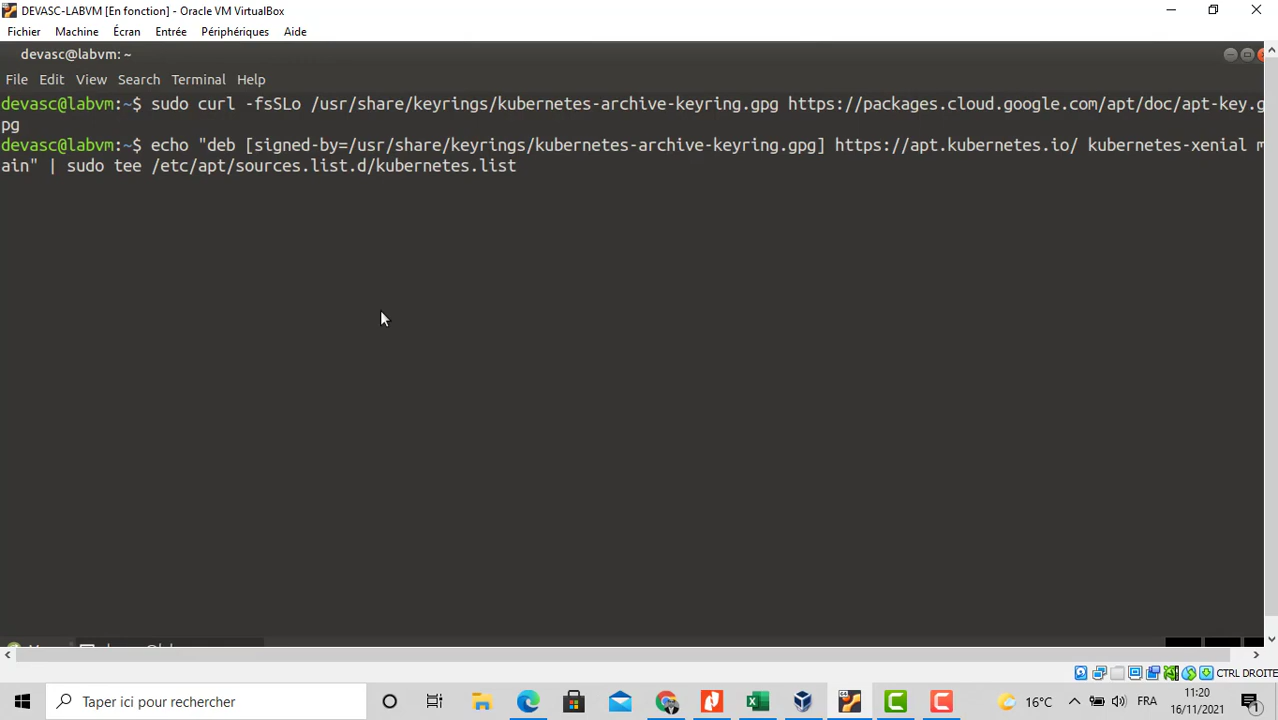 DEVASC-LABVM [En fonction] - Oracle VM VirtualBox
Fichier Machine Écran Entrée Périphériques Aide
devasc@labvm: ~
File Edit View Search Terminal Help
devasc@labvm:~$ sudo curl -fsSLo /usr/share/keyrings/kubernetes-archive-keyring.gpg https://packages.cloud.google.com/apt/doc/apt-key.g
pg
devasc@labvm:~$ echo "deb [signed-by=/usr/share/keyrings/kubernetes-archive-keyring.gpg] https://apt.kubernetes.io/ kubernetes-xenial m
ain" | sudo tee /etc/apt/sources.list.d/kubernetes.list
CTRL DROITE
Taper ici pour rechercher
16°C
FRA
11:20
16/11/2021